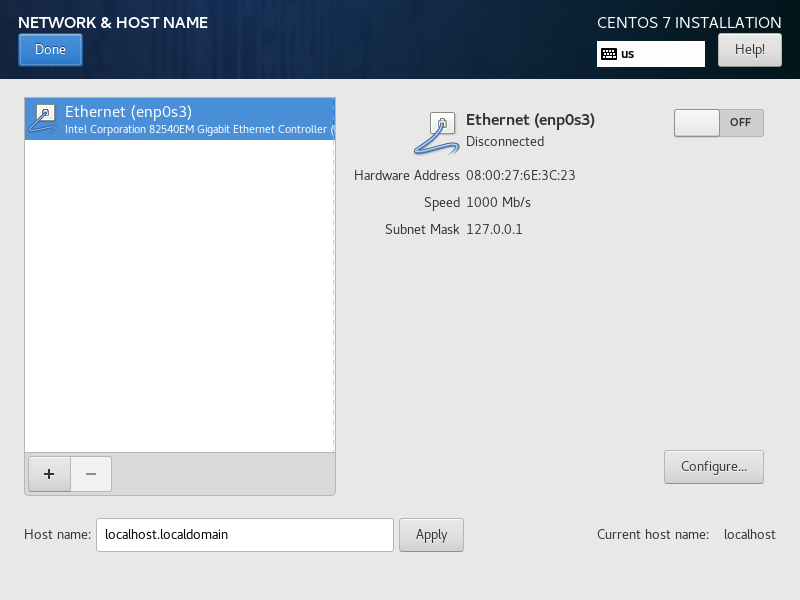 NETWORK & HOST NAME
CENTOS 7 INSTALLATION
Done
us
Help!
Ethernet (enp0s3)
Intel Corporation 82540EM Gigabit Ethernet Controller (
Ethernet (enp0s3)
Disconnected
OFF
Hardware Address 08:00:27:6E:3C:23
Speed 1000 Mb/s
Subnet Mask 127.0.0.1
+ −
Configure...
Host name: localhost.localdomain Apply
Current host name: localhost